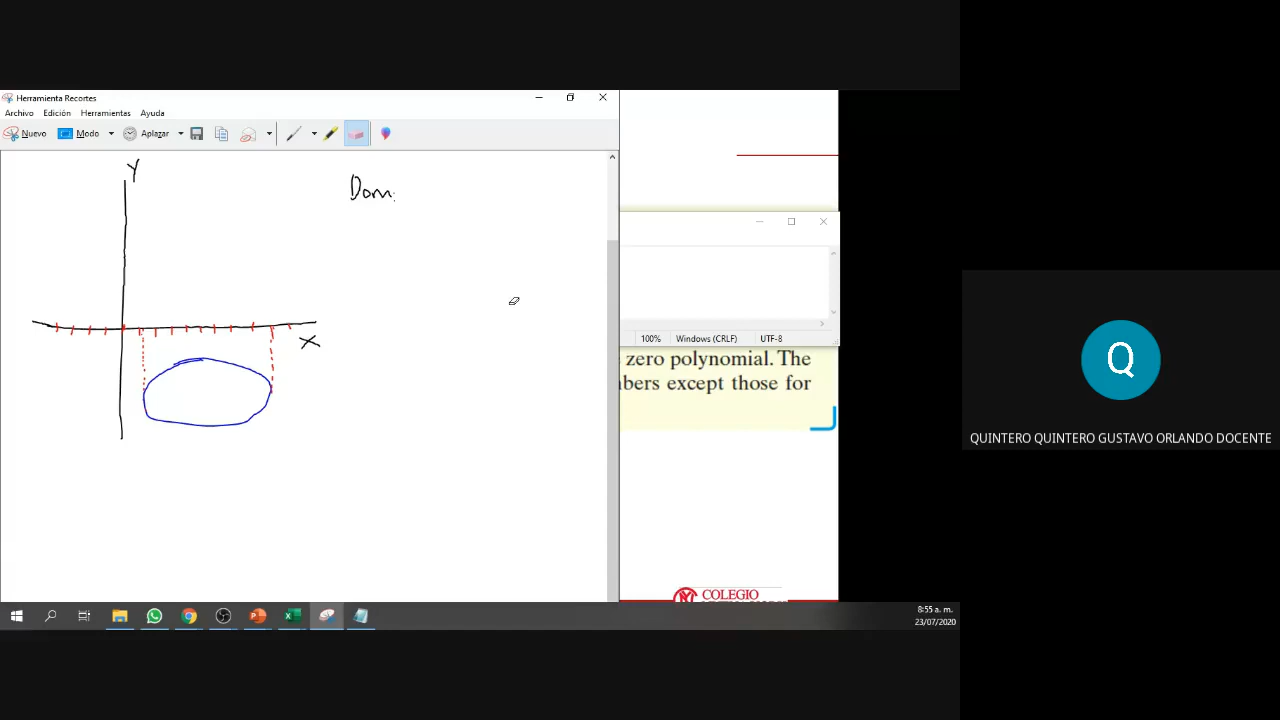 Herramienta Recortes
Archivo Edición Herramientas Ayuda
Nuevo Modo Aplazar
Y
Dom:
X
100% Windows (CRLF) UTF-8
zero polynomial. The
bers except those for
COLEGIO
8:55 a. m.
23/07/2020
Q
QUINTERO QUINTERO GUSTAVO ORLANDO DOCENTE